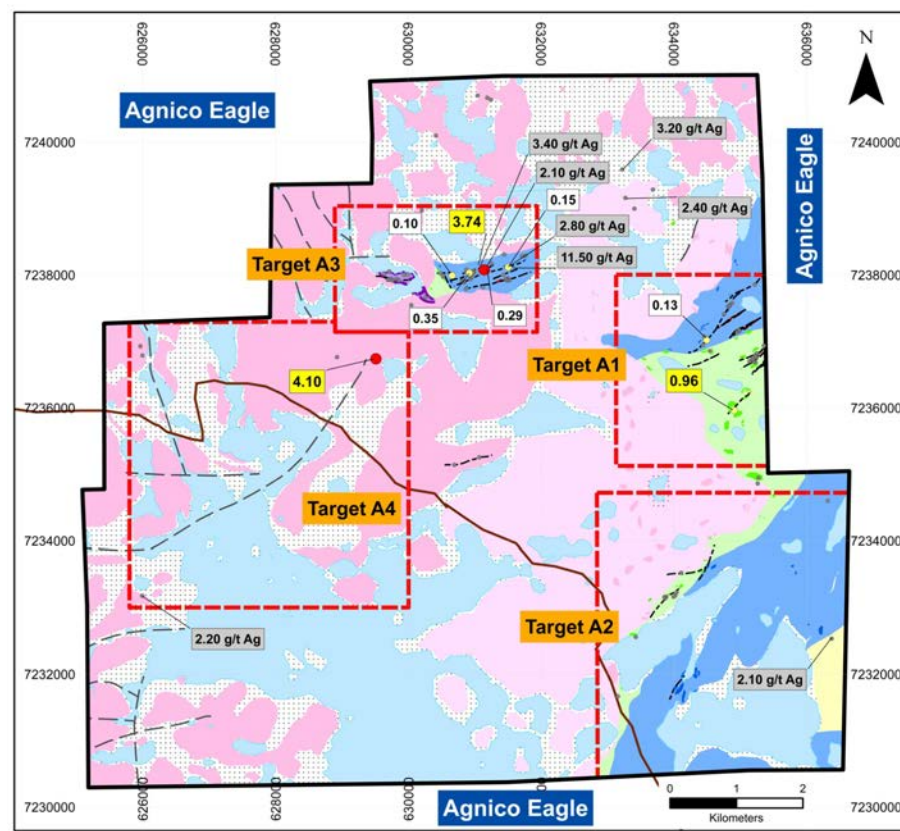 626000
628000
630000
632000
634000
636000
N
Agnico Eagle
Agnico Eagle
7240000
3.40 g/t Ag
3.20 g/t Ag
2.10 g/t Ag
0.15
2.40 g/t Ag
0.10
3.74
2.80 g/t Ag
Target A3
11.50 g/t Ag
7238000
7238000
0.35
0.29
0.13
Target A1
4.10
0.96
7236000
7236000
Target A4
7234000
7234000
Target A2
2.20 g/t Ag
2.10 g/t Ag
7232000
7232000
0
1
2
Kilometers
7230000
7230000
Agnico Eagle
626000
628000
630000
632000
634000
7240000